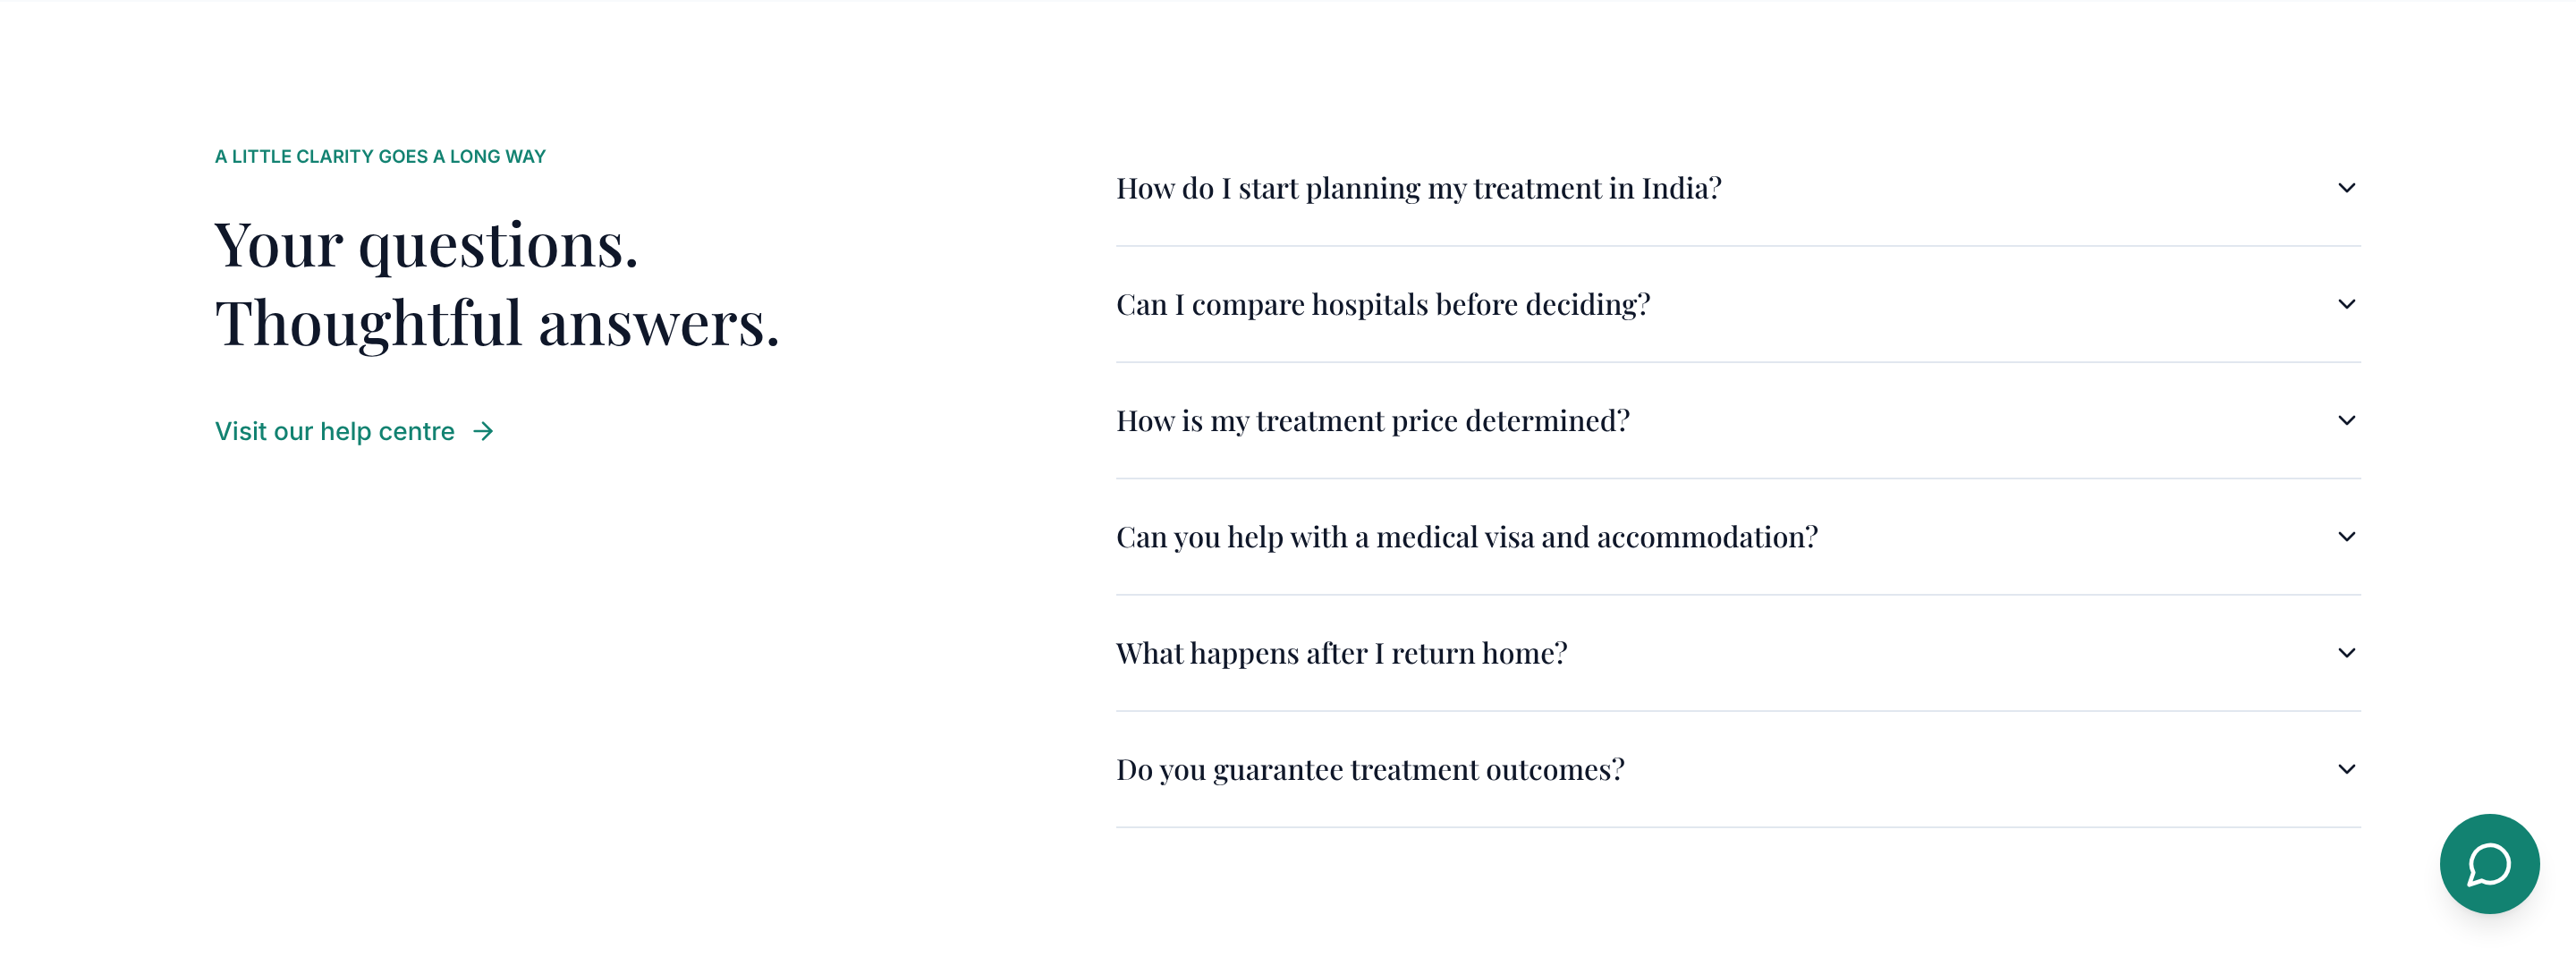 A LITTLE CLARITY GOES A LONG WAY
Your questions.
Thoughtful answers.
Visit our help centre
How do I start planning my treatment in India?
Can I compare hospitals before deciding?
How is my treatment price determined?
Can you help with a medical visa and accommodation?
What happens after I return home?
Do you guarantee treatment outcomes?